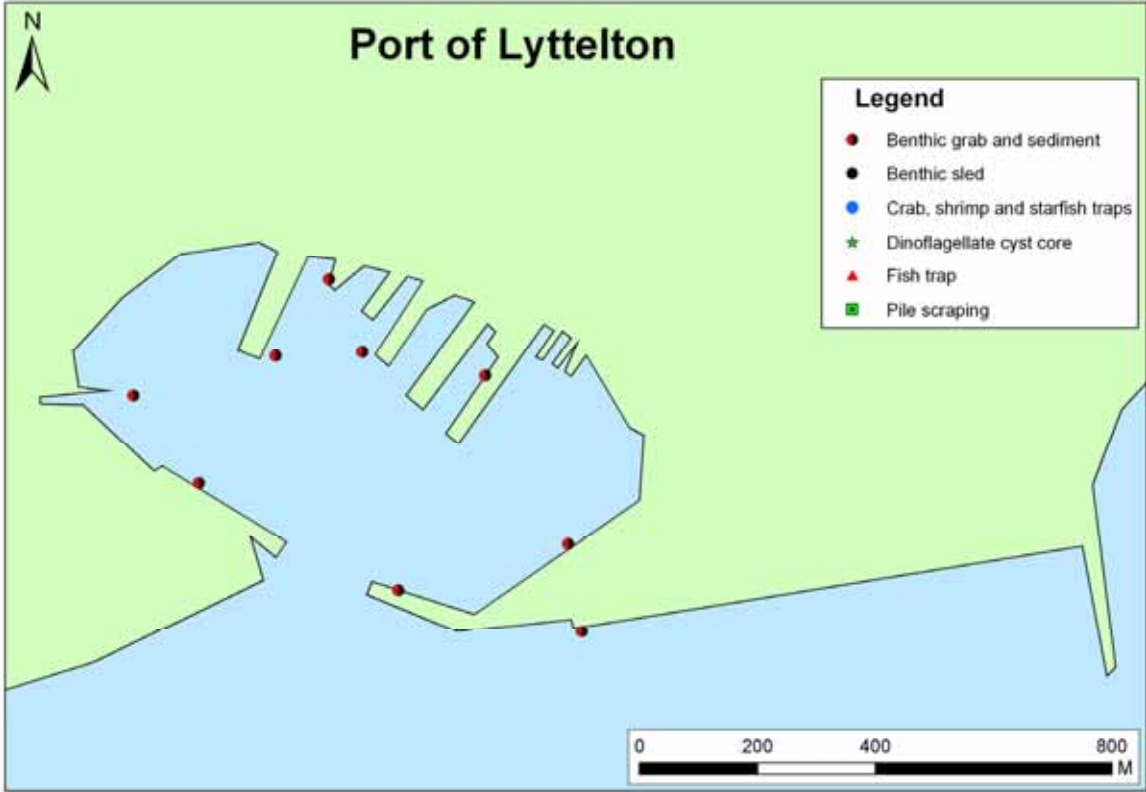 N
Port of Lyttelton
Legend
Benthic grab and sediment
Benthic sled
Crab, shrimp and starfish traps
Dinoflagellate cyst core
Fish trap
Pile scraping
0 200 400 800
M